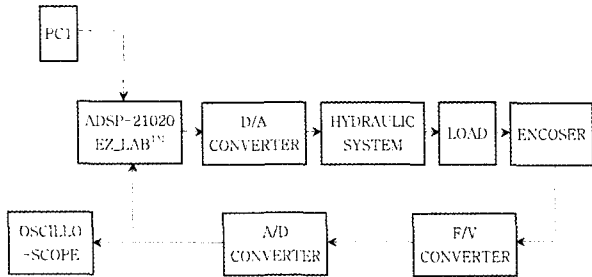 PC1
ADSP-21020
EZ_LAB™
D/A
CONVERTER
HYDRAULIC
SYSTEM
LOAD
ENCOSER
OSCILLO
-SCOPE
A/D
CONVERTER
F/V
CONVERTER